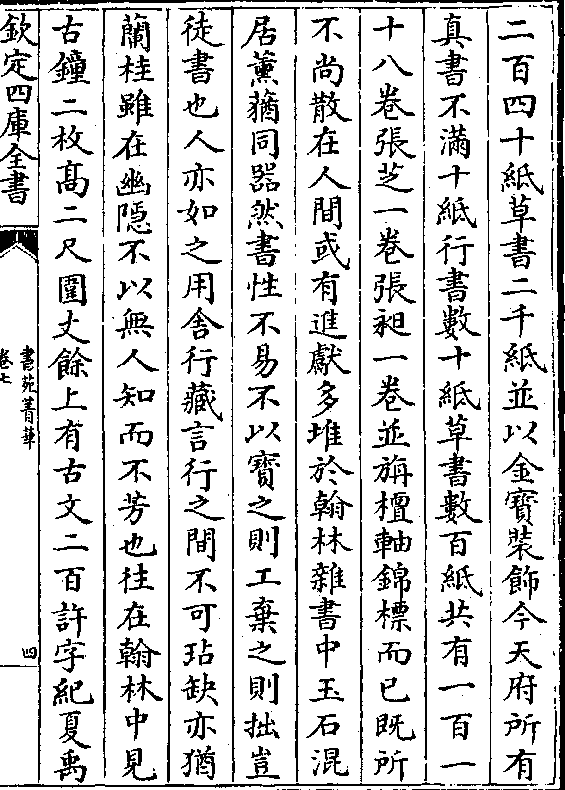 二百四十紙草書二千紙並以金寳装飾今天府所有
真書不滿十紙行書數十紙草書數百紙共有一百一
十八卷張芝一卷張昶一卷並旃檀軸錦標而已既所
不尚散在人間或有進獻多堆於翰林雜書中玉石混
居薰蕕同器然書性不易不以寳之則工棄之則拙豈
徒書也人亦如之用舍行藏言行之間不可玷缺亦猶
蘭桂雖在幽隱不以無人知而不芳也往在翰林中見
古鐘二枚髙二尺圍丈餘上有古文二百許字紀夏禹
欽定四庫全書
書苑菁華
卷七
四